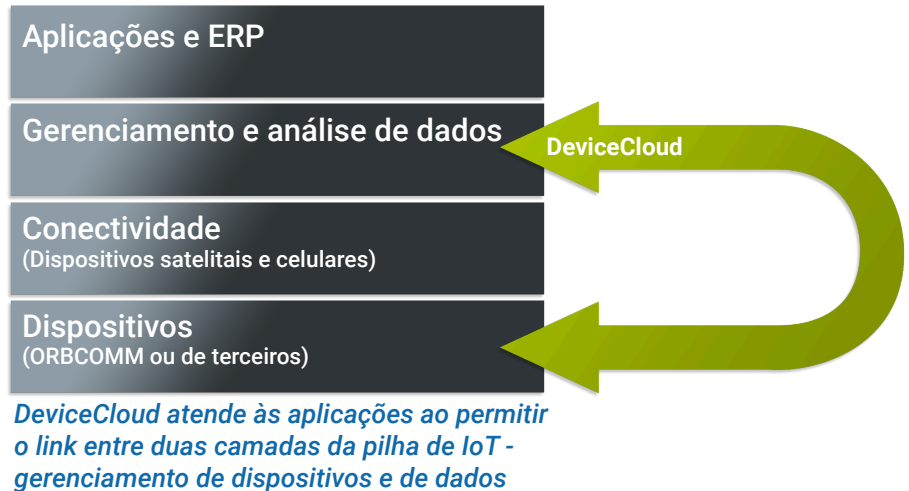 Aplicações e ERP
Gerenciamento e análise de dados
DeviceCloud
Conectividade
(Dispositivos satelitais e celulares)
Dispositivos
(ORBCOMM ou de terceiros)
DeviceCloud atende às aplicações ao permitir
o link entre duas camadas da pilha de IoT -
gerenciamento de dispositivos e de dados